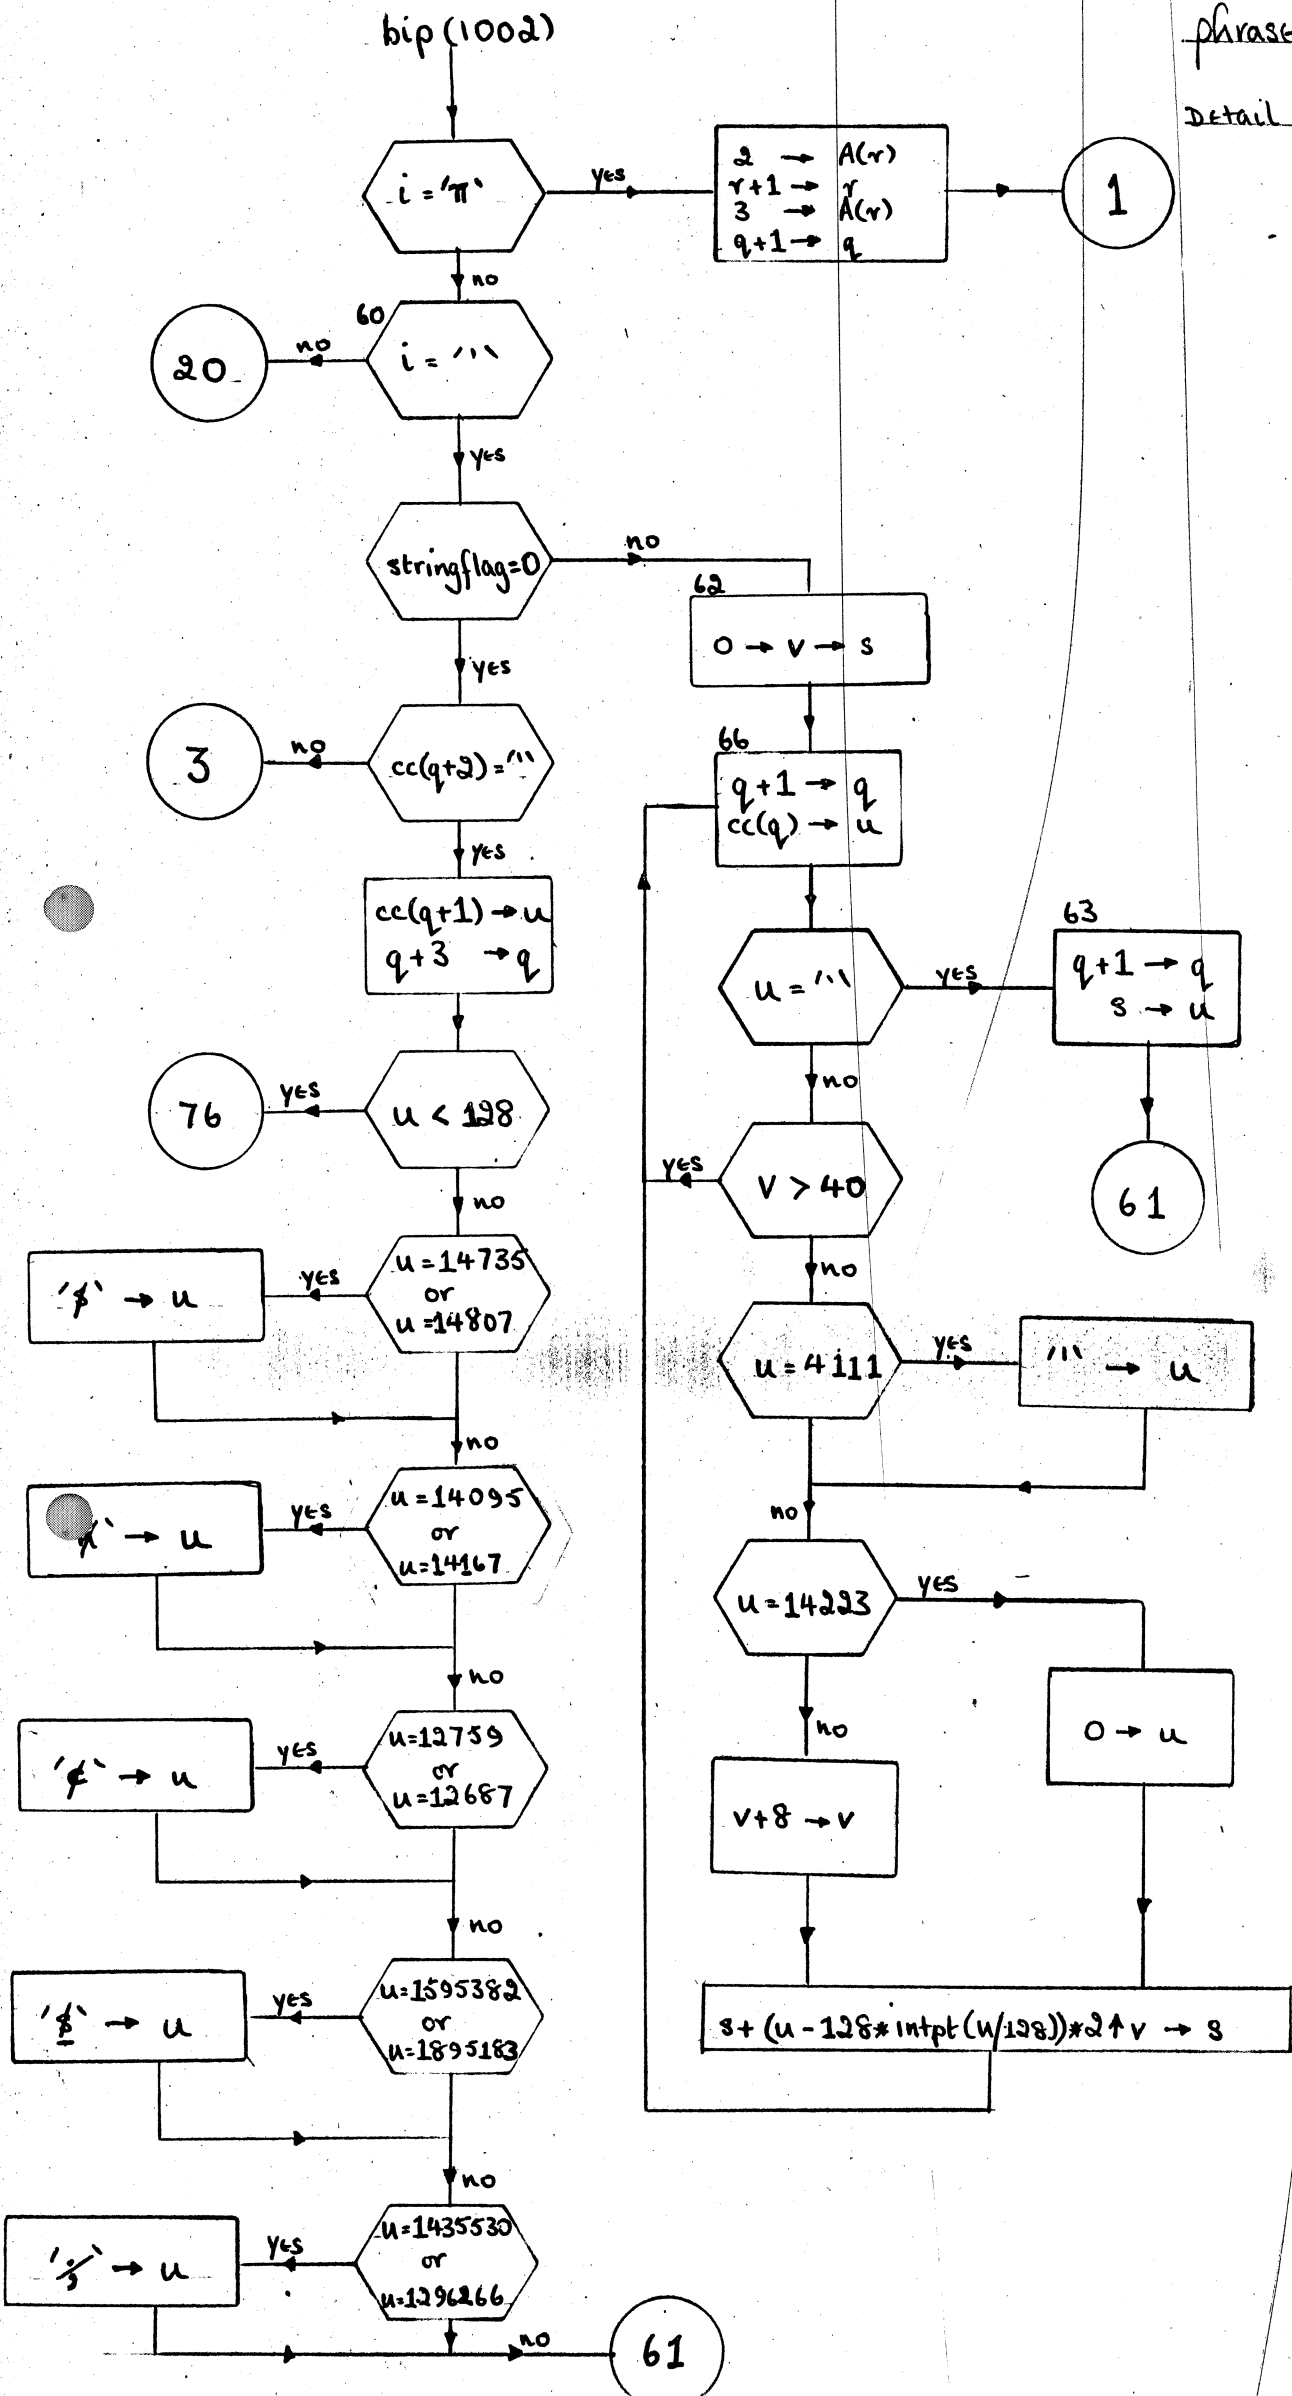 bip(1002)
phrase
DEtail
i = 'π'
yes
2 → A(r)
r+1 → r
3 → A(r)
q+1 → q
1
no
60
i = '''
no
20
yes
stringflag=0
no
62
0 → v → s
yes
cc(q+2) = '''
no
3
66
q+1 → q
cc(q) → u
yes
cc(q+1) → u
q+3 → q
u = '''
yes
63
q+1 → q
s → u
61
no
u < 128
yes
76
v > 40
yes
no
no
u = 14735
or
u = 14807
yes
→ u
u = 4111
yes
''' → u
no
no
u = 14095
or
u = 14167
yes
→ u
u = 14223
yes
0 → u
no
no
v+8 → v
u = 12759
or
u = 12687
yes
'¢' → u
no
u = 1595382
or
u = 1895183
yes
→ u
s + (u - 128 * intpt (u/128)) * 2 ↑ v → s
no
u = 1435530
or
u = 1296266
yes
→ u
no
61